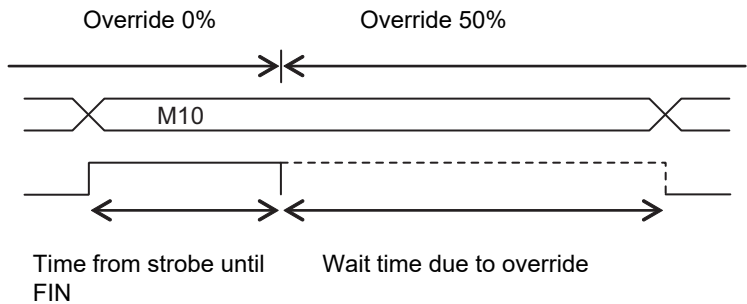 Override 0%
Override 50%
M10
Time from strobe until
FIN
Wait time due to override